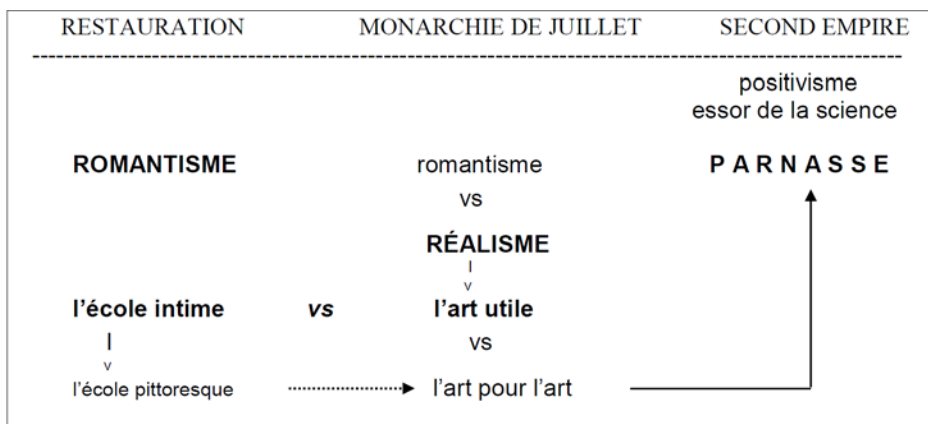 RESTAURATION MONARCHIE DE JUILLET SECOND EMPIRE
positivisme
essor de la science
ROMANTISME romantisme P A R N A S S E
vs
RÉALISME
l'école intime vs l'art utile
vs
l'école pittoresque l'art pour l'art